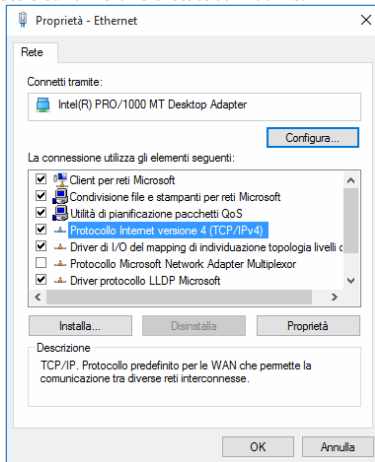 Proprietà - Ethernet
Rete
Connetti tramite:
Intel(R) PRO/1000 MT Desktop Adapter
Configura...
La connessione utilizza gli elementi seguenti:
Client per reti Microsoft
Condivisione file e stampanti per reti Microsoft
Utilità di pianificazione pacchetti QoS
Protocollo Internet versione 4 (TCP/IPv4)
Driver di I/O del mapping di individuazione topologia livelli c
Protocollo Microsoft Network Adapter Multiplexor
Driver protocollo LLDP Microsoft
Installa... Disinstalla Proprietà
Descrizione
TCP/IP. Protocollo predefinito per le WAN che permette la
comunicazione tra diverse reti interconnesse.
OK Annulla